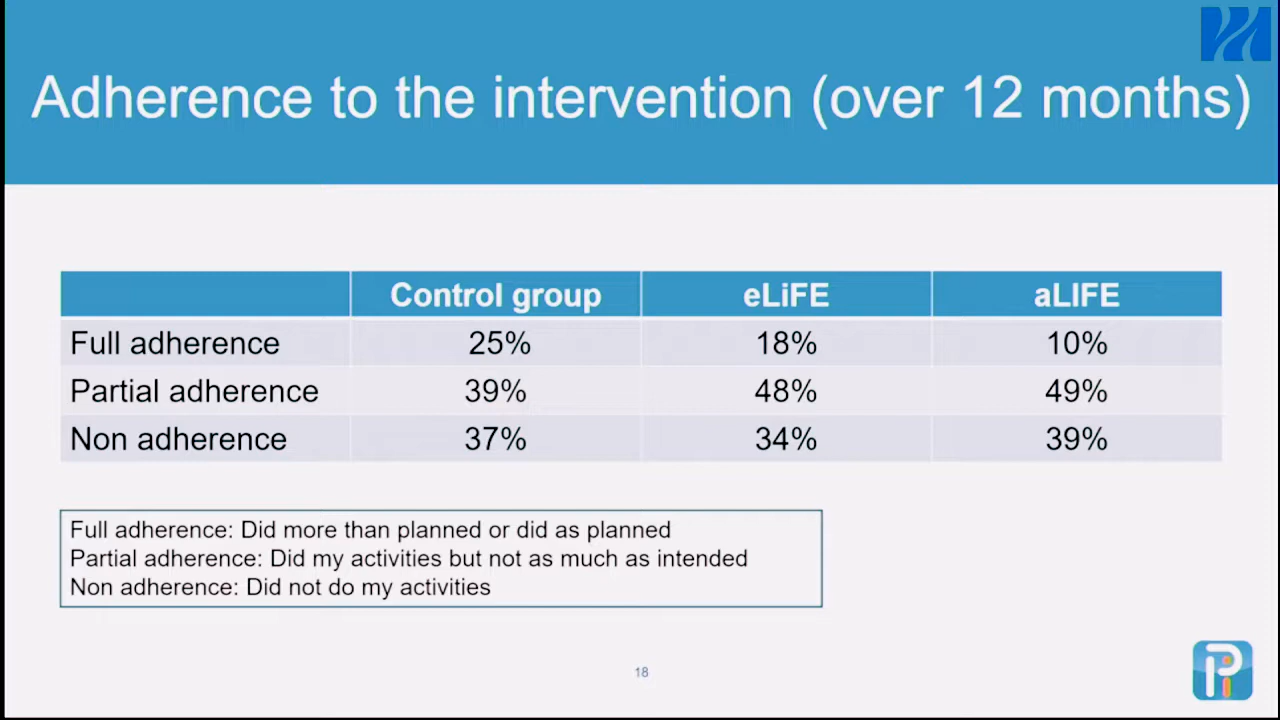 Adherence to the intervention (over 12 months)
Control group eLiFE aLIFE
Full adherence 25% 18% 10%
Partial adherence 39% 48% 49%
Non adherence 37% 34% 39%
Full adherence: Did more than planned or did as planned
Partial adherence: Did my activities but not as much as intended
Non adherence: Did not do my activities
18